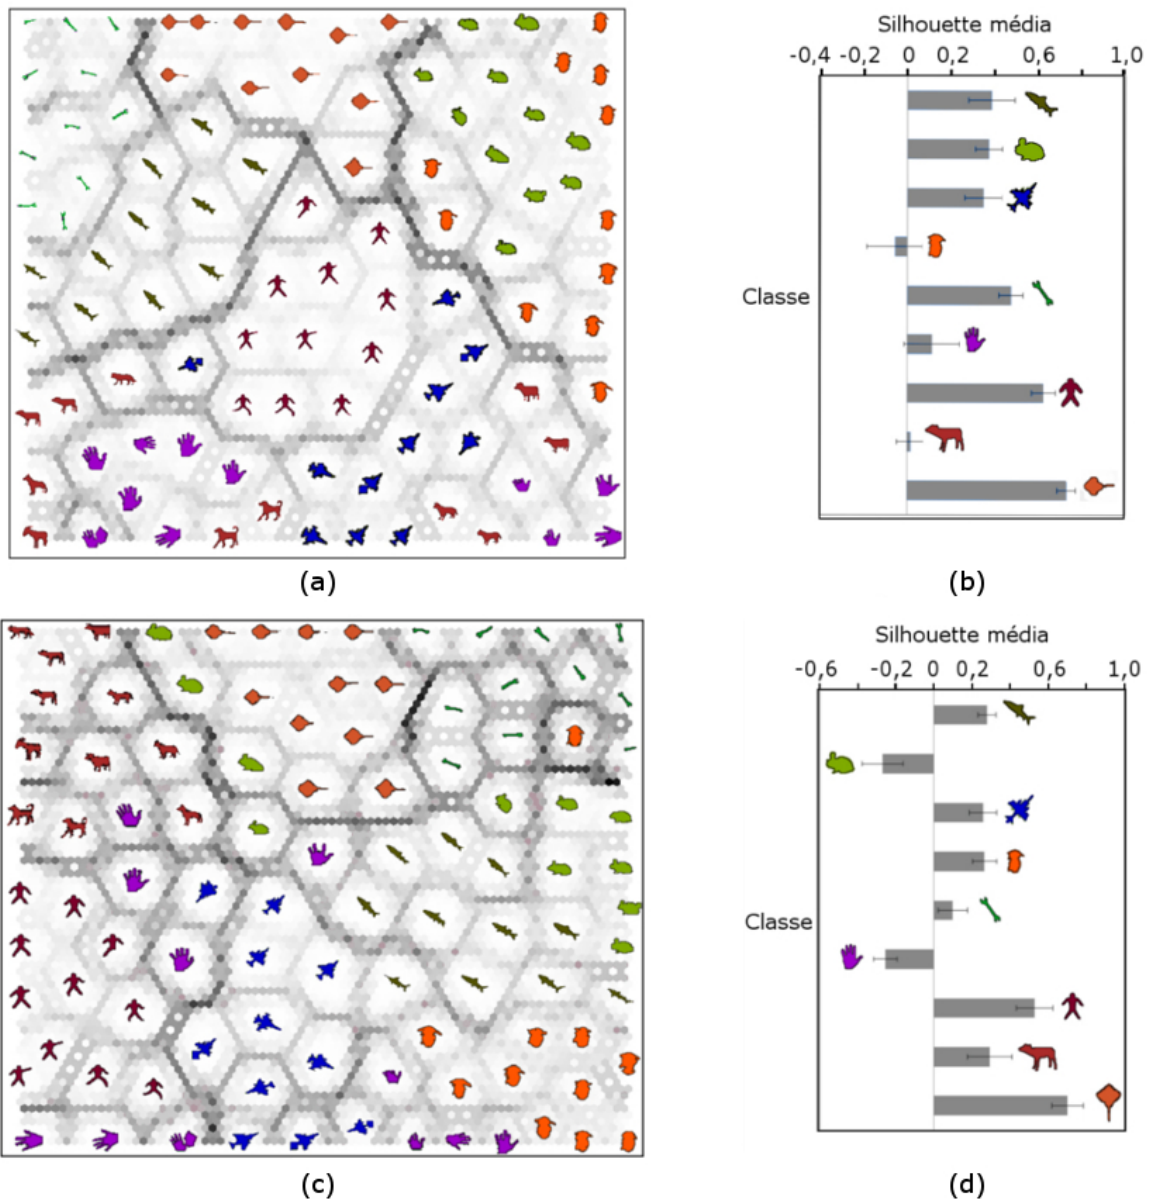 Silhouette média
-0,4 -0,2 0 0,2 0,6 1,0
Classe
(a) (b)
Silhouette média
-0,6 -0,2 0 0,2 0,6 1,0
Classe
(c) (d)